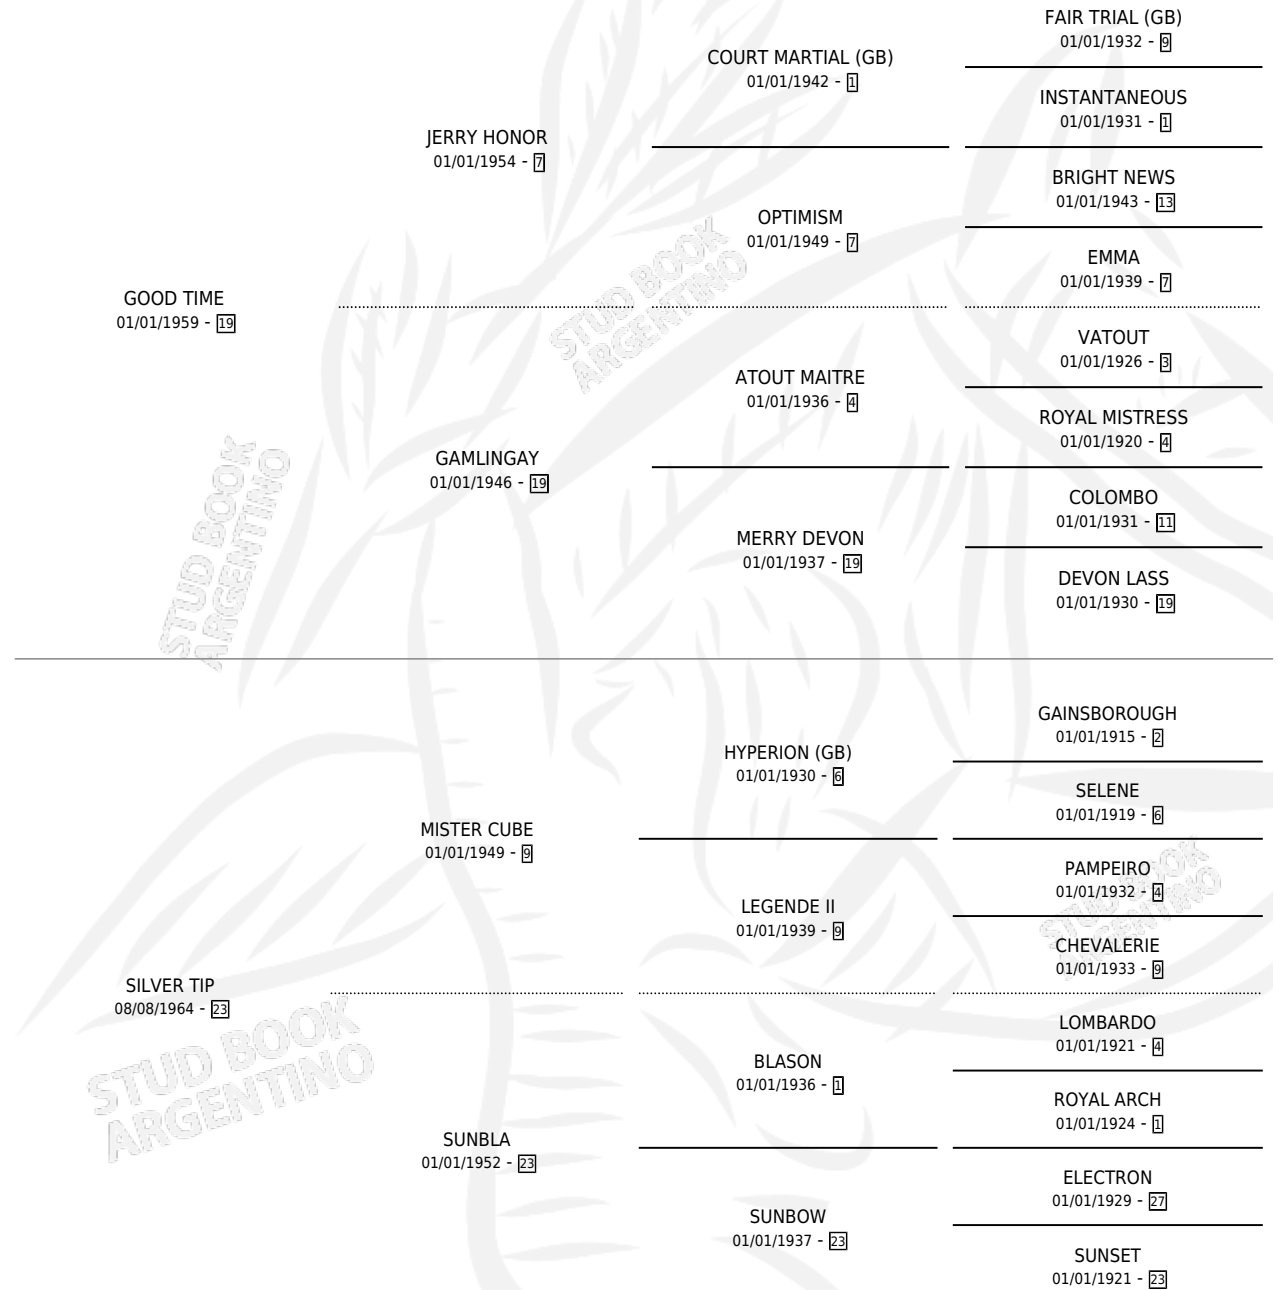 FAIR TRIAL (GB)
01/01/1932 - 9
COURT MARTIAL (GB)
01/01/1942 - 1
INSTANTANEOUS
01/01/1931 - 1
JERRY HONOR
01/01/1954 - 7
BRIGHT NEWS
01/01/1943 - 13
OPTIMISM
01/01/1949 - 7
EMMA
01/01/1939 - 7
GOOD TIME
01/01/1959 - 19
VATOUT
01/01/1926 - 3
ATOUT MAITRE
01/01/1936 - 4
ROYAL MISTRESS
01/01/1920 - 4
GAMLINGAY
01/01/1946 - 19
COLOMBO
01/01/1931 - 11
MERRY DEVON
01/01/1937 - 19
DEVON LASS
01/01/1930 - 19
GAINSBOROUGH
01/01/1915 - 2
HYPERION (GB)
01/01/1930 - 6
SELENE
01/01/1919 - 6
MISTER CUBE
01/01/1949 - 9
PAMPEIRO
01/01/1932 - 4
LEGENDE II
01/01/1939 - 9
CHEVALERIE
01/01/1933 - 9
SILVER TIP
08/08/1964 - 23
LOMBARDO
01/01/1921 - 4
BLASON
01/01/1936 - 1
ROYAL ARCH
01/01/1924 - 1
SUNBLA
01/01/1952 - 23
ELECTRON
01/01/1929 - 27
SUNBOW
01/01/1937 - 23
SUNSET
01/01/1921 - 23
STUD BOOK
ARGENTINO
STUD BOOK
ARGENTINO
STUD BOOK
ARGENTINO
STUD BOOK
ARGENTINO